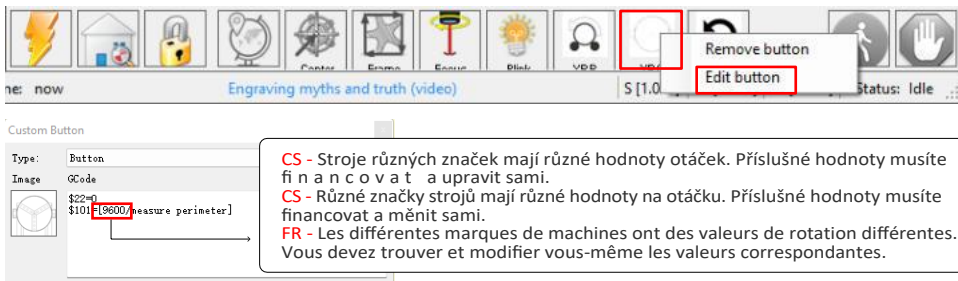 Remove button
Edit button
Center Frame Focus Blink
ne: now
Engraving myths and truth (video)
S [1.0
Status: Idle
Custom Button
Type: Button
Image GCode
$22=0
$101=[9600/measure perimeter]
CS - Stroje různých značek mají různé hodnoty otáček. Příslušné hodnoty musíte
f i n a n c o v a t a upravit sami.
CS - Různé značky strojů mají různé hodnoty na otáčku. Příslušné hodnoty musíte
financovat a měnit sami.
FR - Les différentes marques de machines ont des valeurs de rotation différentes.
Vous devez trouver et modifier vous-même les valeurs correspondantes.